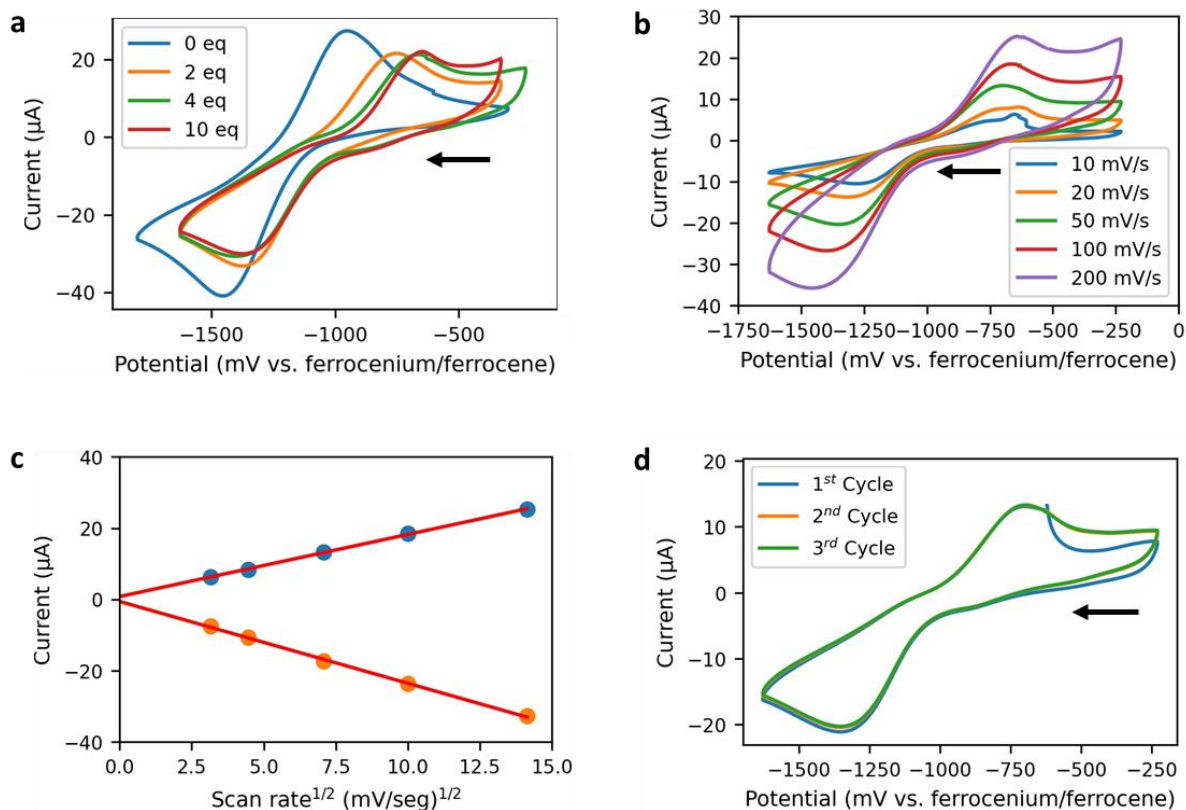 a
0 eq
2 eq
4 eq
10 eq
20
0
−20
−40
−1500
−1000
−500
Current (μA)
Potential (mV vs. ferrocenium/ferrocene)
b
30
20
10
0
−10
−20
−30
−40
−1750
−1500
−1250
−1000
−750
−500
−250
0
10 mV/s
20 mV/s
50 mV/s
100 mV/s
200 mV/s
Current (μA)
Potential (mV vs. ferrocenium/ferrocene)
c
40
20
0
−20
−40
0.0
2.5
5.0
7.5
10.0
12.5
15.0
Current (μA)
Scan rate^1/2 (mV/seg)^1/2
d
1st Cycle
2nd Cycle
3rd Cycle
20
10
0
−10
−20
−1500
−1250
−1000
−750
−500
−250
Current (μA)
Potential (mV vs. ferrocenium/ferrocene)